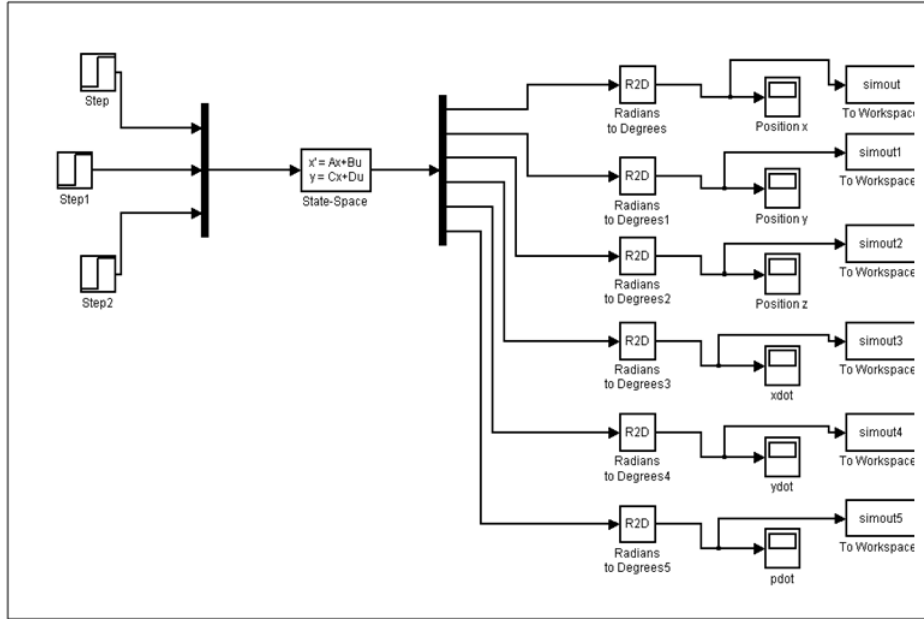 Step
Step1
Step2
x' = Ax+Bu
y = Cx+Du
State-Space
R2D
Radians
to Degrees
Position x
simout
To Workspace
R2D
Radians
to Degrees1
Position y
simout1
To Workspace
R2D
Radians
to Degrees2
Position z
simout2
To Workspace
R2D
Radians
to Degrees3
xdot
simout3
To Workspace
R2D
Radians
to Degrees4
ydot
simout4
To Workspace
R2D
Radians
to Degrees5
pdot
simout5
To Workspace